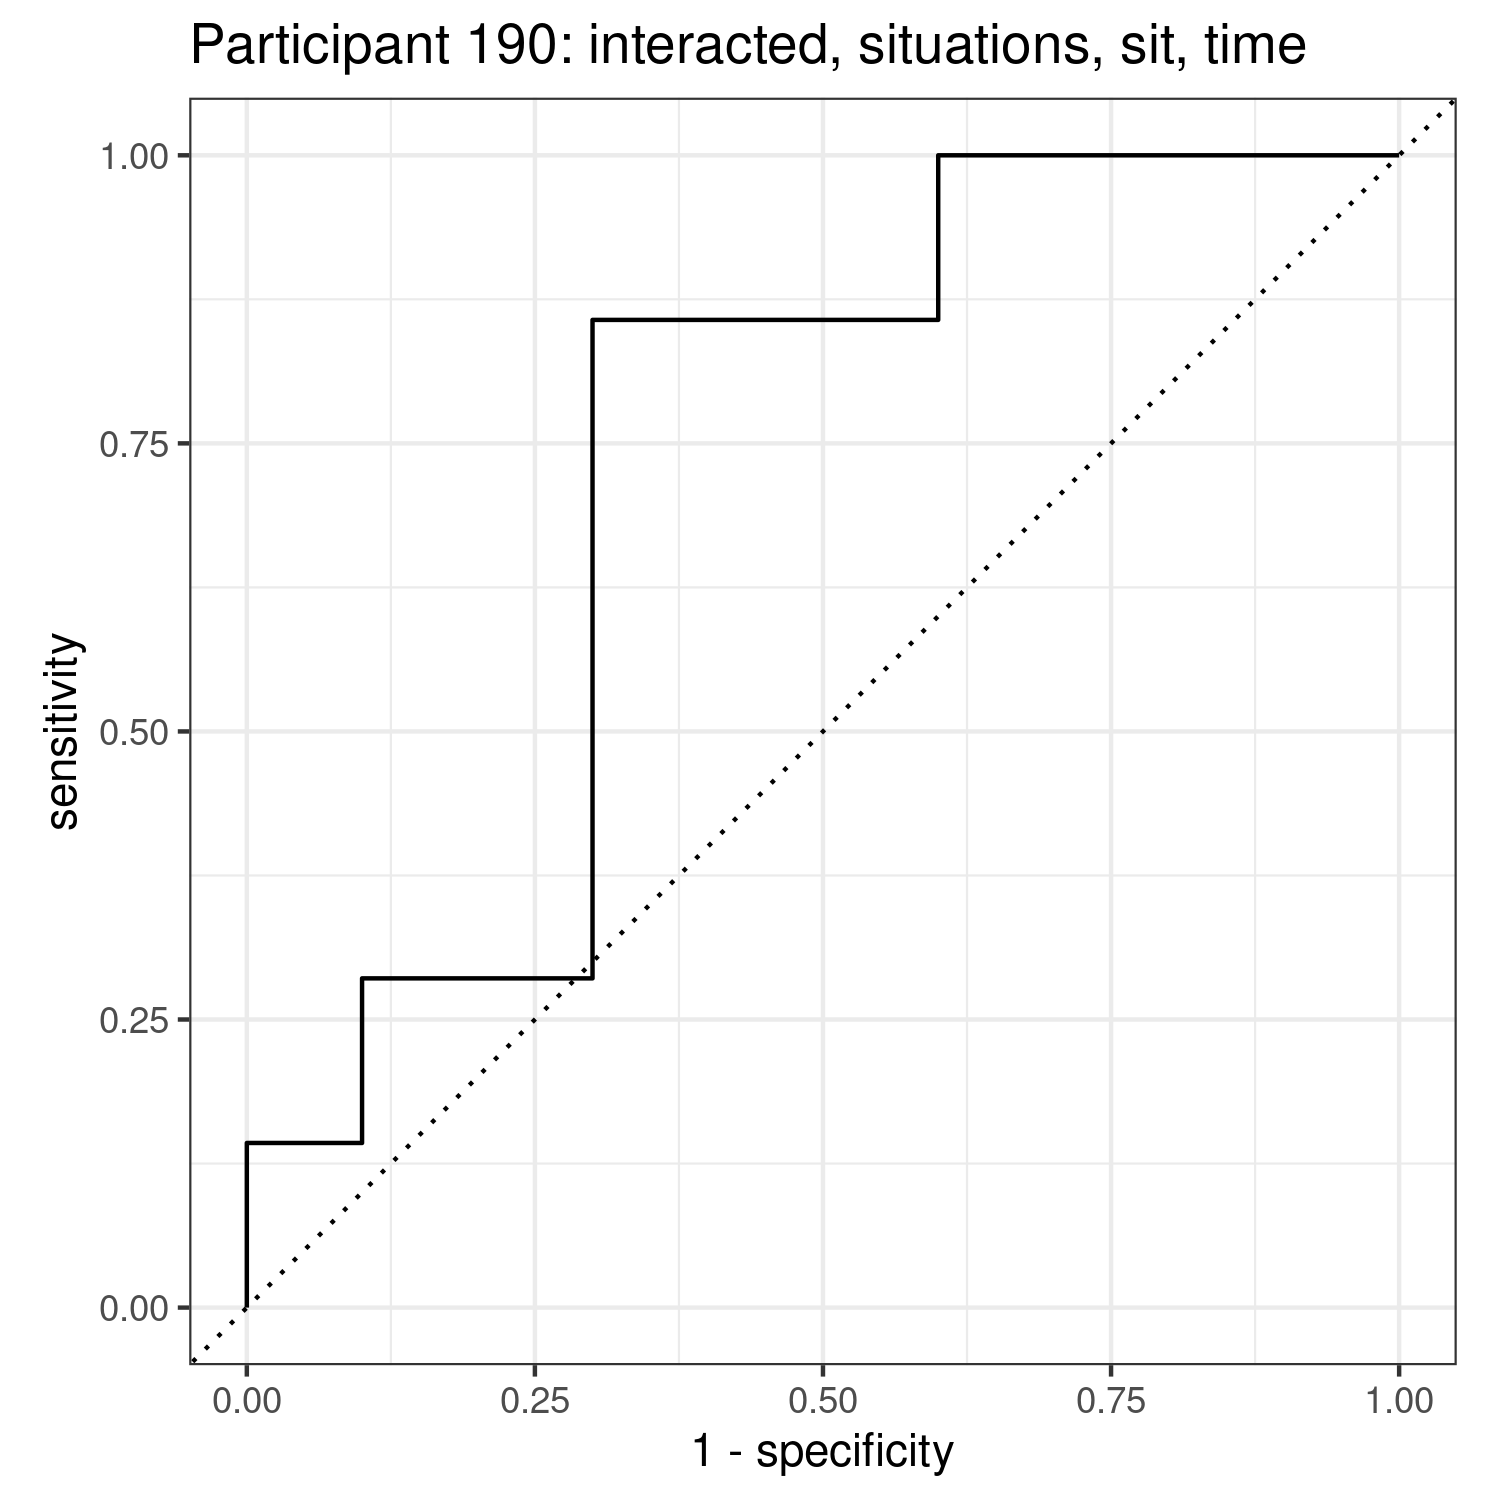 Participant 190: interacted, situations, sit, time
1.00
0.75
0.50
0.25
0.00
sensitivity
0.00 0.25 0.50 0.75 1.00
1 - specificity